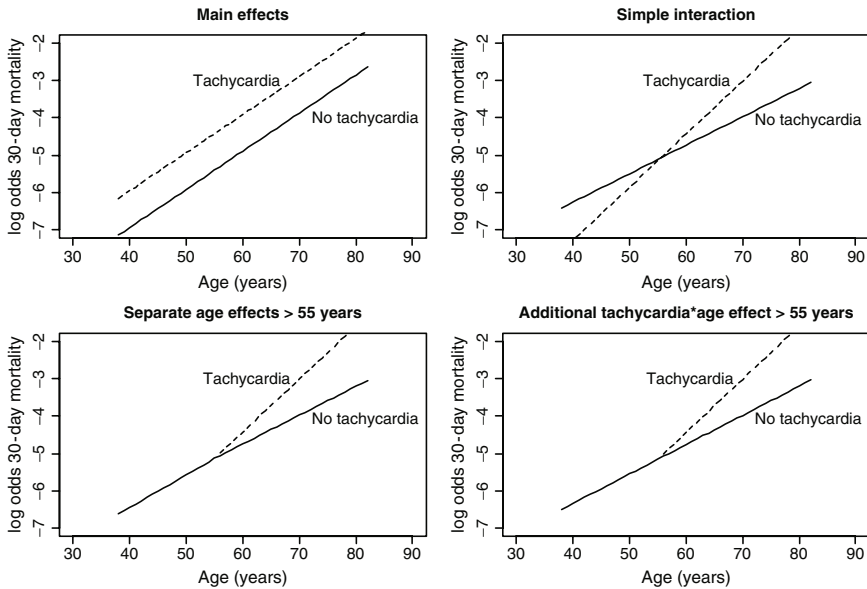 Main effects
log odds 30-day mortality
−2
−3
−4
−5
−6
−7
Tachycardia
No tachycardia
30 40 50 60 70 80 90
Age (years)
Simple interaction
log odds 30-day mortality
−2
−3
−4
−5
−6
−7
Tachycardia
No tachycardia
30 40 50 60 70 80 90
Age (years)
Separate age effects > 55 years
log odds 30-day mortality
−2
−3
−4
−5
−6
−7
Tachycardia
No tachycardia
30 40 50 60 70 80 90
Age (years)
Additional tachycardia*age effect > 55 years
log odds 30-day mortality
−2
−3
−4
−5
−6
−7
Tachycardia
No tachycardia
30 40 50 60 70 80 90
Age (years)